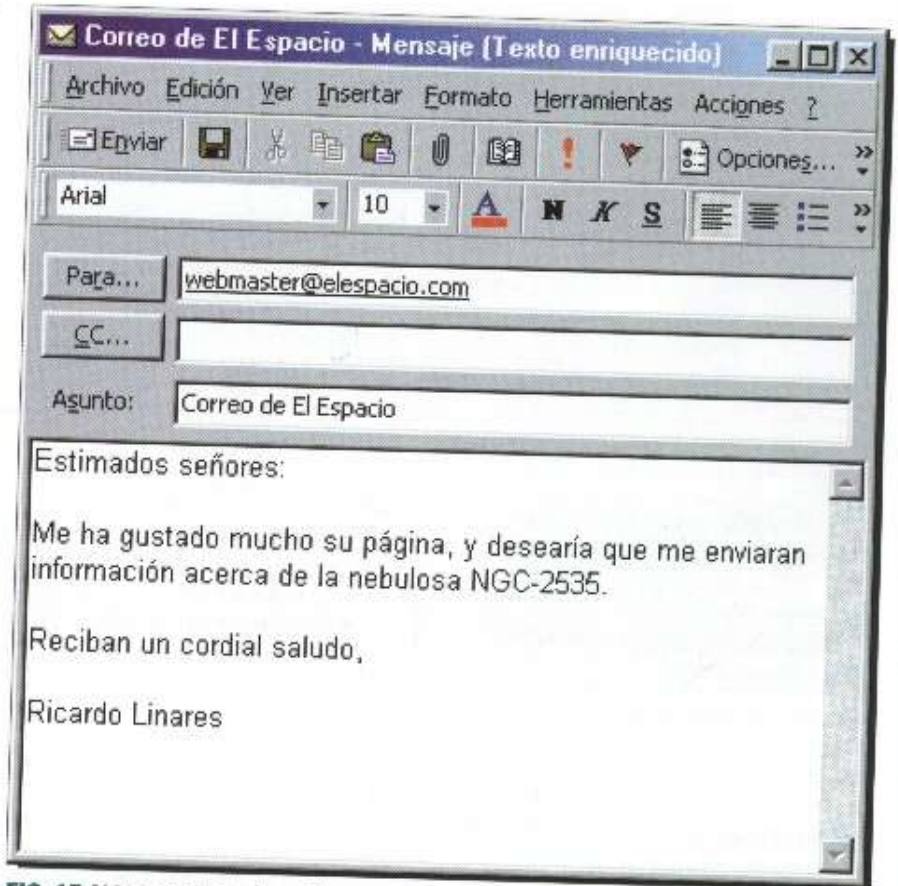 Correo de El Espacio - Mensaje (Texto enriquecido)
Archivo Edición Ver Insertar Formato Herramientas Acciones ?
Enviar Opciones...
Arial 10 A N K S
Para... webmaster@elespacio.com
CC...
Asunto: Correo de El Espacio
Estimados señores:
Me ha gustado mucho su página, y desearía que me enviaran
información acerca de la nebulosa NGC-2535.
Reciban un cordial saludo,
Ricardo Linares